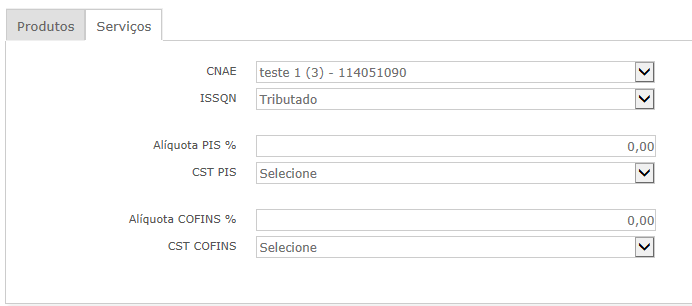 Produtos Serviços
CNAE teste 1 (3) - 114051090
ISSQN Tributado
Alíquota PIS % 0,00
CST PIS Selecione
Alíquota COFINS % 0,00
CST COFINS Selecione